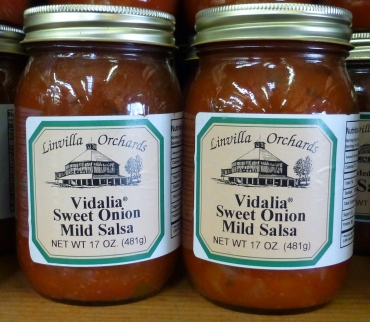 Linvilla Orchards
Vidalia®
Sweet Onion
Mild Salsa
NET WT 17 OZ. (481g)
Linvilla Orchards
Vidalia®
Sweet Onion
Mild Salsa
NET WT 17 OZ. (481g)